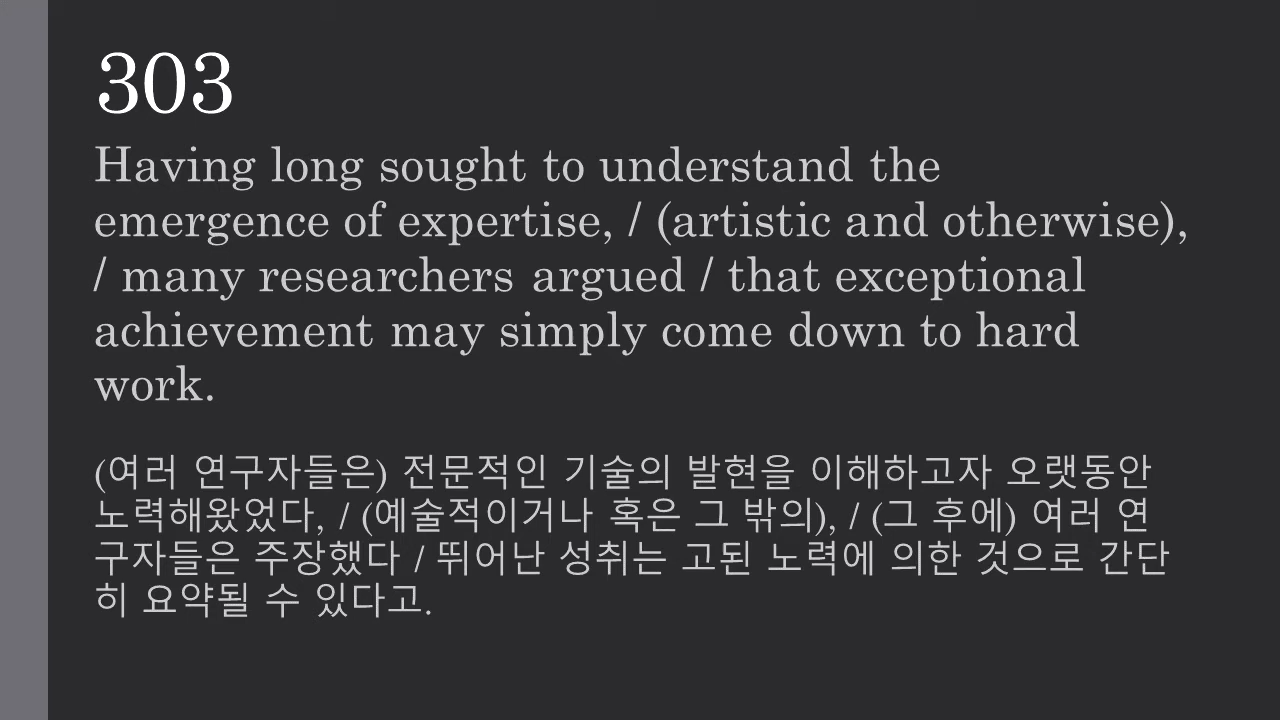 303
Having long sought to understand the
emergence of expertise, / (artistic and otherwise),
/ many researchers argued / that exceptional
achievement may simply come down to hard
work.
(여러 연구자들은) 전문적인 기술의 발현을 이해하고자 오랫동안
노력해왔었다, / (예술적이거나 혹은 그 밖의), / (그 후에) 여러 연
구자들은 주장했다 / 뛰어난 성취는 고된 노력에 의한 것으로 간단
히 요약될 수 있다고.